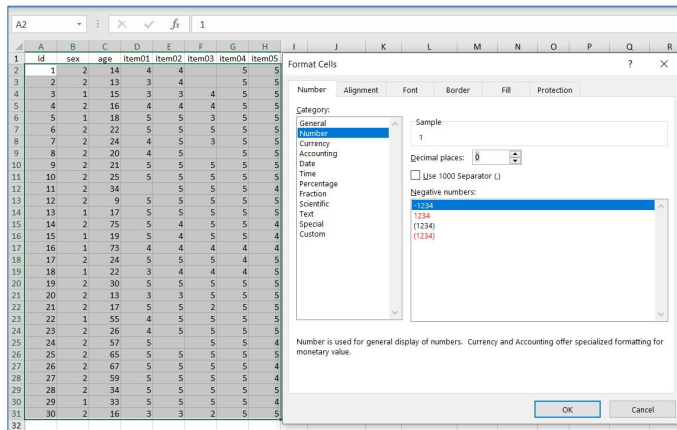 A2 fx 1
A B C D E F G H I J K L M N O P Q R
1 id sex age item01 item02 item03 item04 item05
2 1 2 14 4 4 5 5
3 2 2 13 3 4 5 5
4 3 1 15 3 3 4 5 5
5 4 2 16 4 4 4 5 5
6 5 1 18 5 5 3 5 5
7 6 2 22 5 5 5 5 5
8 7 2 24 4 5 3 5 5
9 8 2 20 4 5 5 5
10 9 2 21 5 5 5 5 5
11 10 2 25 5 5 5 5 5
12 11 2 34 5 5 5 4
13 12 2 9 5 5 5 5 5
14 13 1 17 5 5 5 5 5
15 14 2 75 5 4 5 5 4
16 15 1 19 5 4 5 5 4
17 16 1 73 4 4 4 4 4
18 17 2 24 5 5 5 4 5
19 18 1 22 3 4 4 4 5
20 19 2 30 5 5 5 5 5
21 20 2 13 3 3 5 5 5
22 21 2 17 5 5 2 5 5
23 22 1 55 4 5 5 5 4
24 23 2 26 4 5 5 5 5
25 24 2 57 5 5 5 4
26 25 2 65 5 5 5 5 5
27 26 2 67 5 5 5 5 4
28 27 2 59 5 5 5 5 4
29 28 2 34 5 5 5 5 5
30 29 1 33 5 5 5 5 4
31 30 2 16 3 3 2 5 5
32
Format Cells ? ×
Number Alignment Font Border Fill Protection
Category:
General
Number
Currency
Accounting
Date
Time
Percentage
Fraction
Scientific
Text
Special
Custom
Sample
1
Decimal places: 0
Use 1000 Separator (,)
Negative numbers:
-1234
1234
(1234)
(1234)
Number is used for general display of numbers. Currency and Accounting offer specialized formatting for
monetary value.
OK Cancel